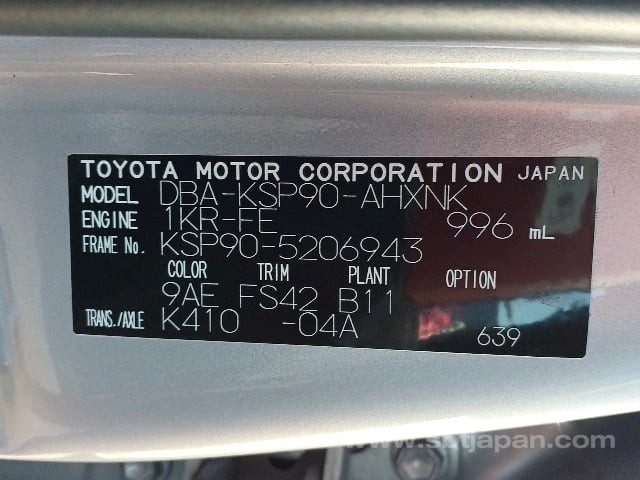 TOYOTA MOTOR CORPORATION JAPAN
MODEL DBA-KSP90-AHXNK
ENGINE 1KR-FE 996 mL
FRAME No. KSP90-5206943
COLOR TRIM PLANT OPTION
9AE FS42 B11
TRANS./AXLE K410 -04A 639
www.sbtjapan.com